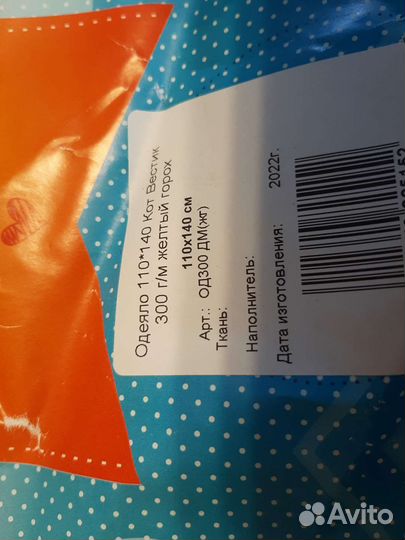 Одеяло 110*140 Кот Вестик
300 г/м желтый горох
110х140 см
Арт.: ОД300 ДМ(жг)
Ткань:
Наполнитель:
Дата изготовления: 2022г.
Avito